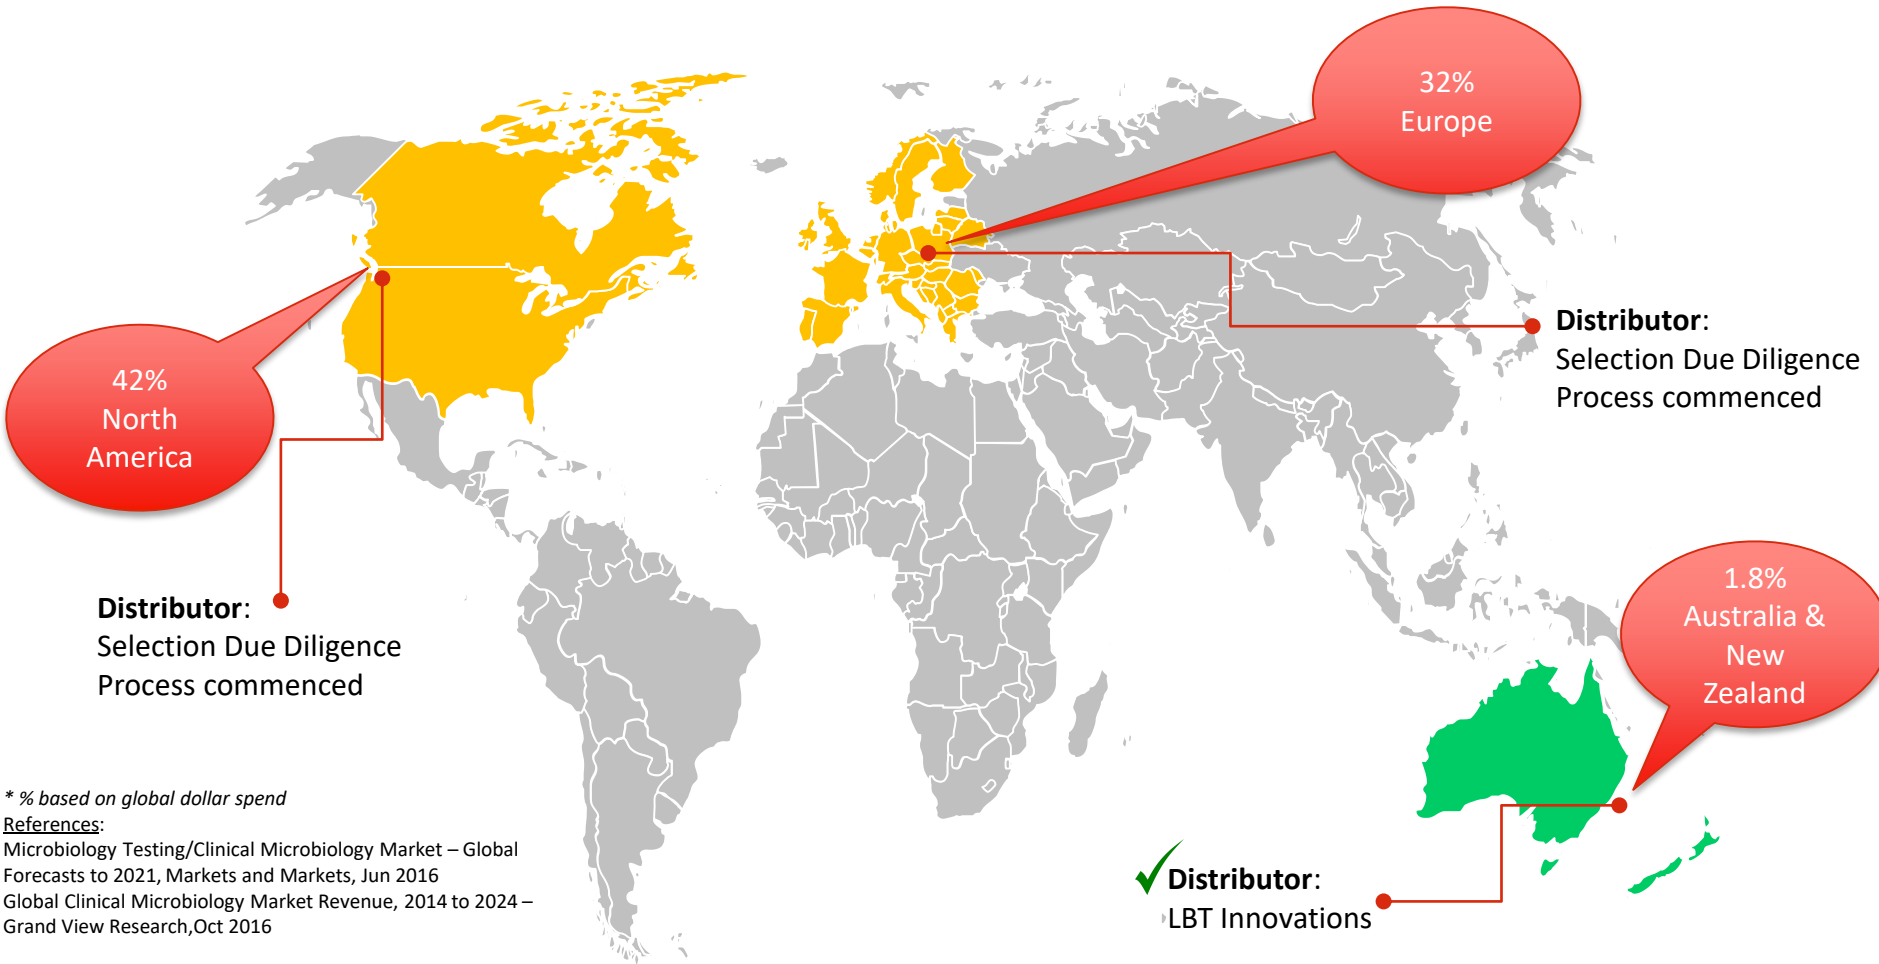 32%
Europe
42%
North
America
Distributor:
Selection Due Diligence
Process commenced
Distributor:
Selection Due Diligence
Process commenced
1.8%
Australia &
New
Zealand
* % based on global dollar spend
References:
Microbiology Testing/Clinical Microbiology Market – Global
Forecasts to 2021, Markets and Markets, Jun 2016
Global Clinical Microbiology Market Revenue, 2014 to 2024 –
Grand View Research,Oct 2016
Distributor:
LBT Innovations